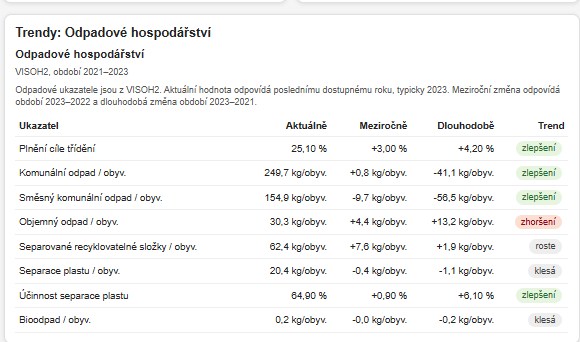 Trendy: Odpadové hospodářství
Odpadové hospodářství
VISOH2, období 2021–2023
Odpadové ukazatele jsou z VISOH2. Aktuální hodnota odpovídá poslednímu dostupnému roku, typicky 2023. Meziroční změna odpovídá
období 2023–2022 a dlouhodobá změna období 2023–2021.
Ukazatel Aktuálně Meziročně Dlouhodobě Trend
Plnění cíle třídění 25,10 % +3,00 % +4,20 % zlepšení
Komunální odpad / obyv. 249,7 kg/obyv. +0,8 kg/obyv. -41,1 kg/obyv. zlepšení
Směsný komunální odpad / obyv. 154,9 kg/obyv. -9,7 kg/obyv. -56,5 kg/obyv. zlepšení
Objemný odpad / obyv. 30,3 kg/obyv. +4,4 kg/obyv. +13,2 kg/obyv. zhoršení
Separované recyklovatelné složky / obyv. 62,4 kg/obyv. +7,6 kg/obyv. +1,9 kg/obyv. roste
Separace plastu / obyv. 20,4 kg/obyv. -0,4 kg/obyv. -1,1 kg/obyv. klesá
Účinnost separace plastu 64,90 % +0,90 % +6,10 % zlepšení
Bioodpad / obyv. 0,2 kg/obyv. -0,0 kg/obyv. -0,2 kg/obyv. klesá